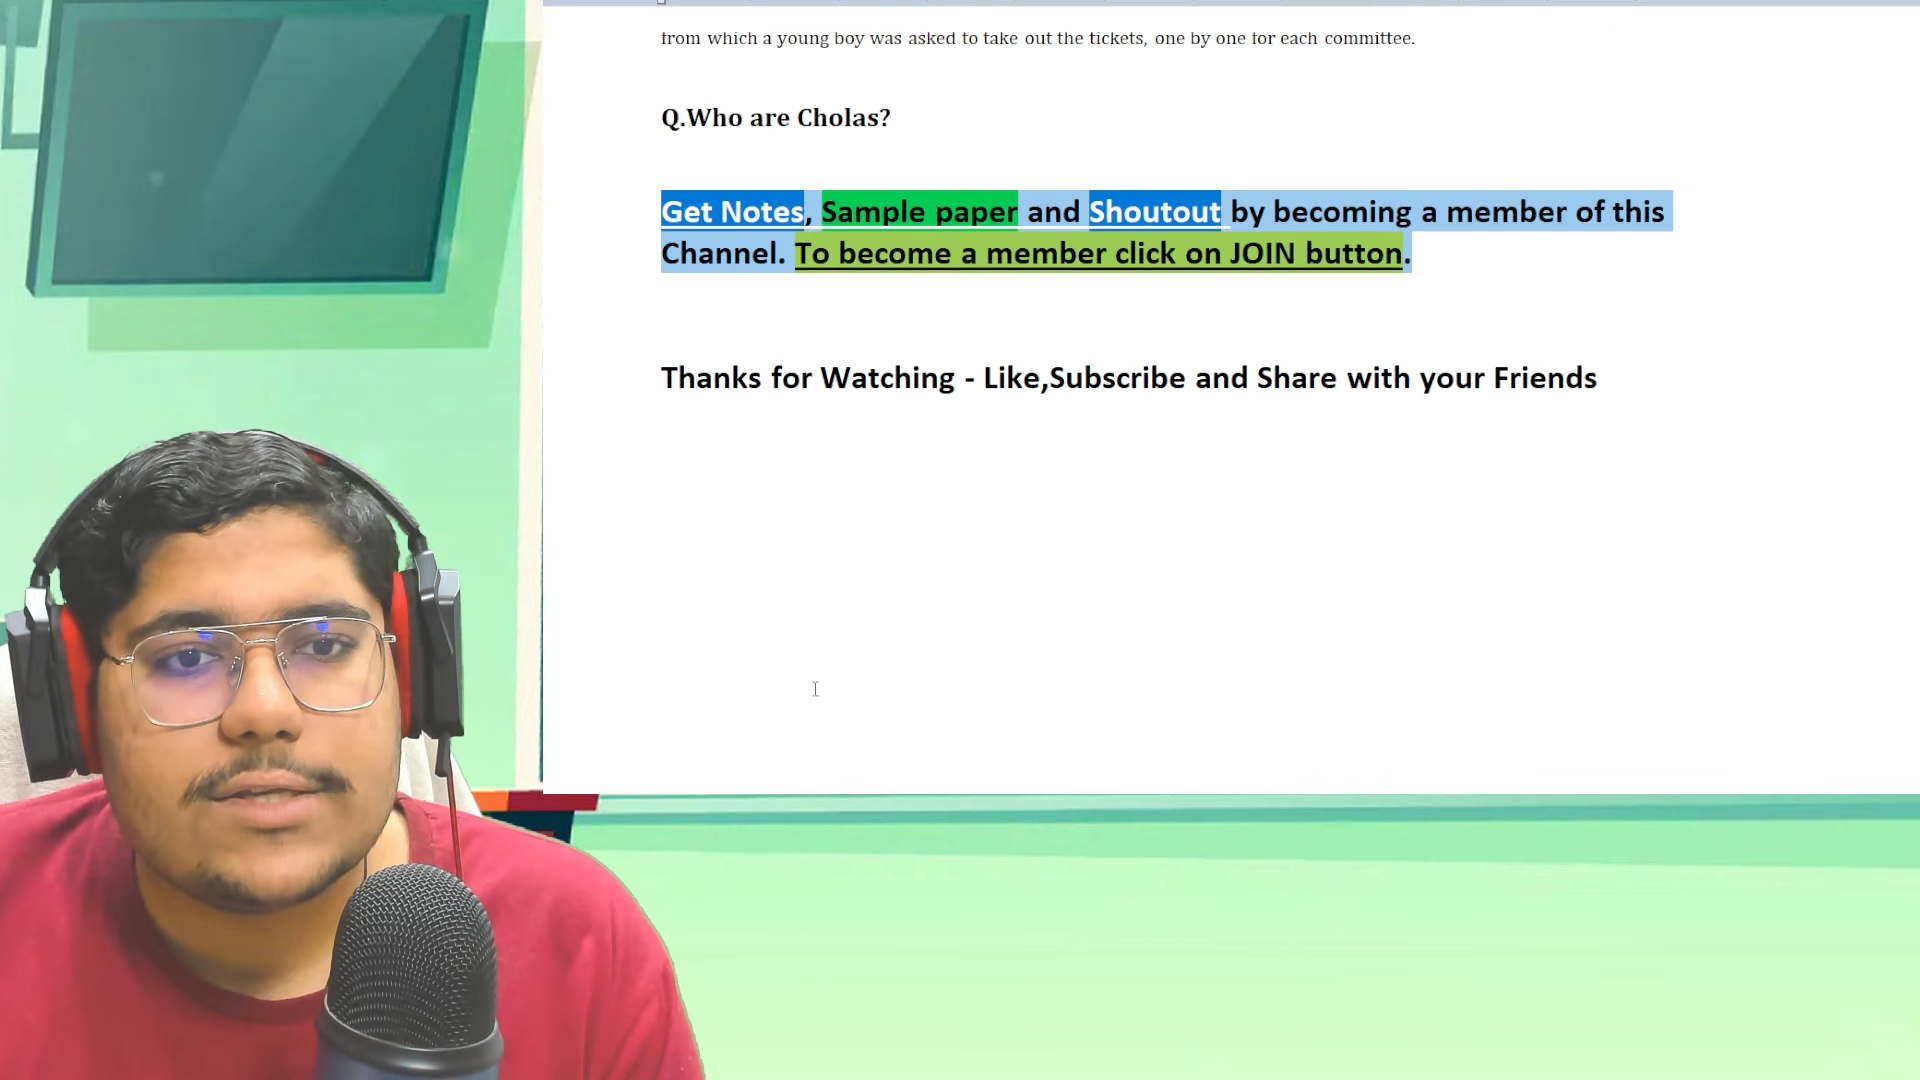 from which a young boy was asked to take out the tickets, one by one for each committee.
Q.Who are Cholas?
Get Notes, Sample paper and Shoutout by becoming a member of this
Channel. To become a member click on JOIN button.
Thanks for Watching - Like,Subscribe and Share with your Friends